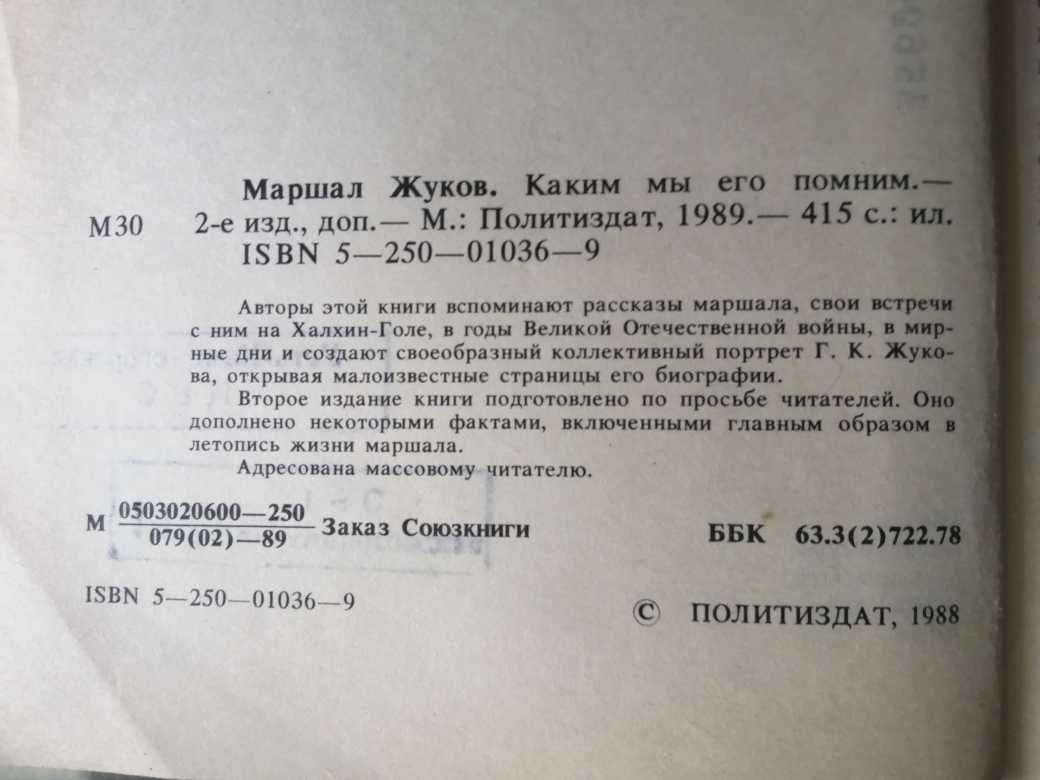 Маршал Жуков. Каким мы его помним.—
М30 2-е изд., доп.— М.: Политиздат, 1989.— 415 с.: ил.
ISBN 5—250—01036—9
Авторы этой книги вспоминают рассказы маршала, свои встречи
с ним на Халхин-Голе, в годы Великой Отечественной войны, в мир-
ные дни и создают своеобразный коллективный портрет Г. К. Жуко-
ва, открывая малоизвестные страницы его биографии.
Второе издание книги подготовлено по просьбе читателей. Оно
дополнено некоторыми фактами, включенными главным образом в
летопись жизни маршала.
Адресована массовому читателю.
М 0503020600—250
079(02)—89 Заказ Союзкниги
ББК 63.3(2)722.78
ISBN 5—250—01036—9
© ПОЛИТИЗДАТ, 1988